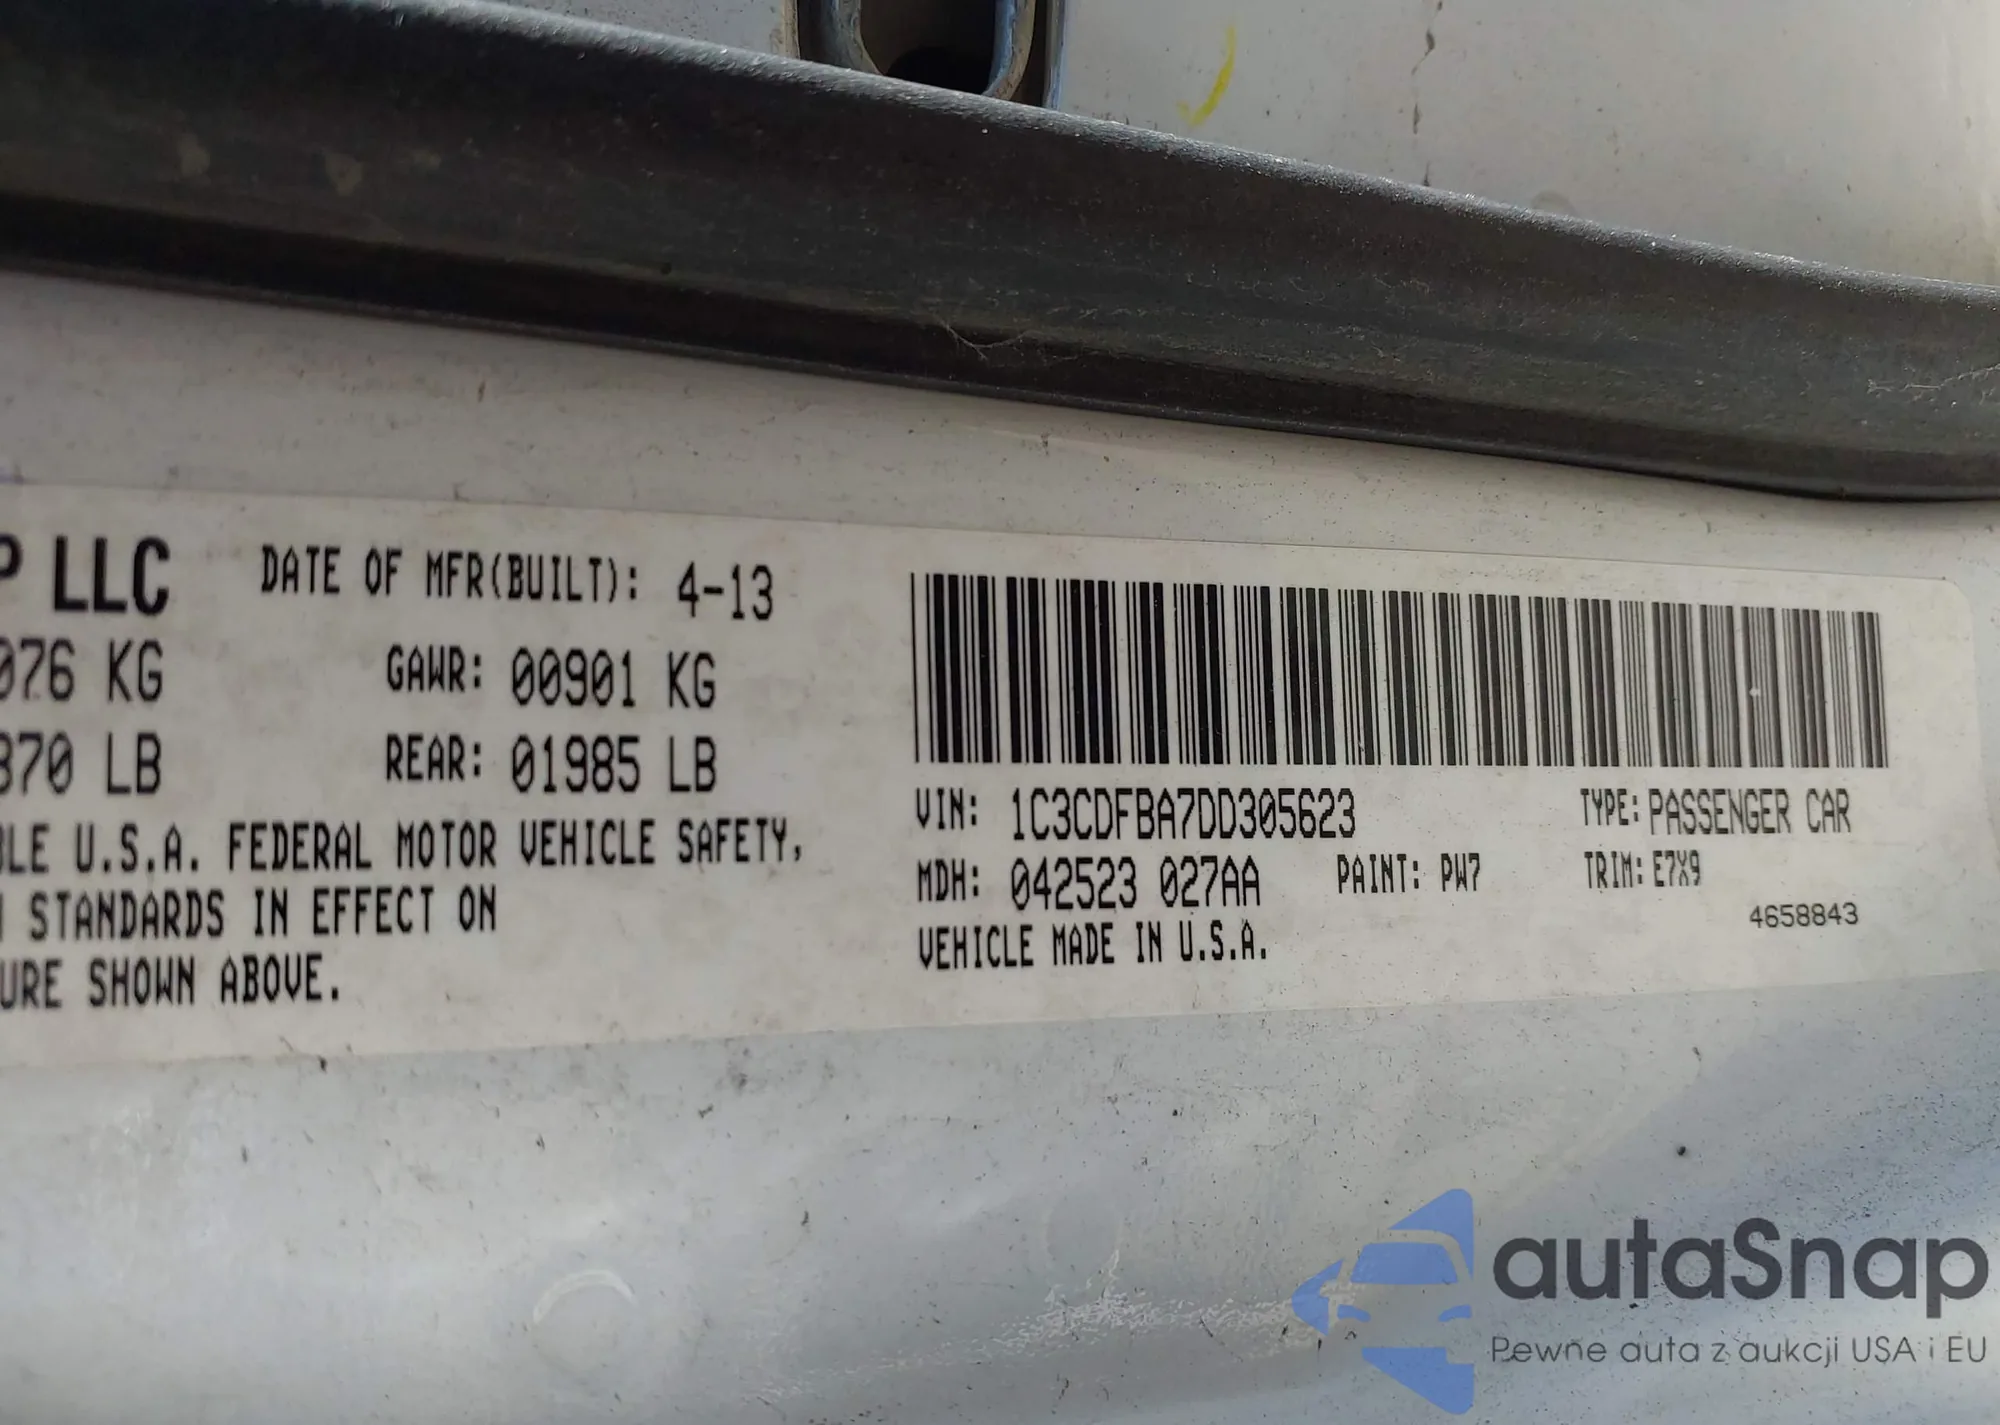 P LLC DATE OF MFR(BUILT): 4-13
076 KG GAWR: 00901 KG
370 LB REAR: 01985 LB
BLE U.S.A. FEDERAL MOTOR VEHICLE SAFETY,
STANDARDS IN EFFECT ON
URE SHOWN ABOVE.
VIN: 1C3CDFBA7DD305623 TYPE: PASSENGER CAR
MDH: 042523 027AA PAINT: PW7 TRIM: E7X9
4658843
VEHICLE MADE IN U.S.A.
autaSnap
Pewne auta z aukcji USA i EU